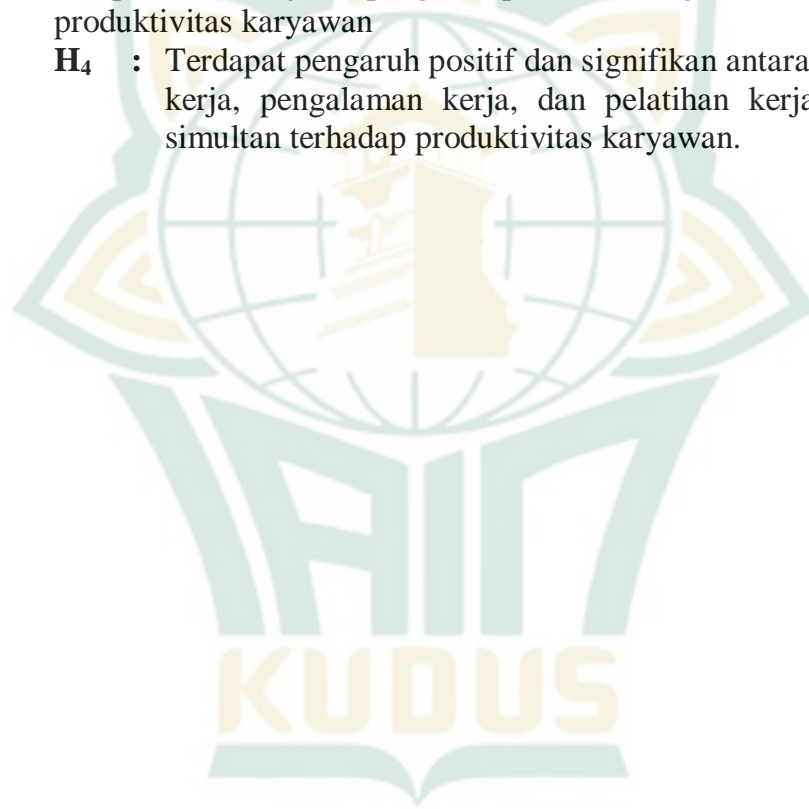 produktivitas karyawan
H₄ : Terdapat pengaruh positif dan signifikan antara
kerja, pengalaman kerja, dan pelatihan kerja
simultan terhadap produktivitas karyawan.
IAIN
KUDUS